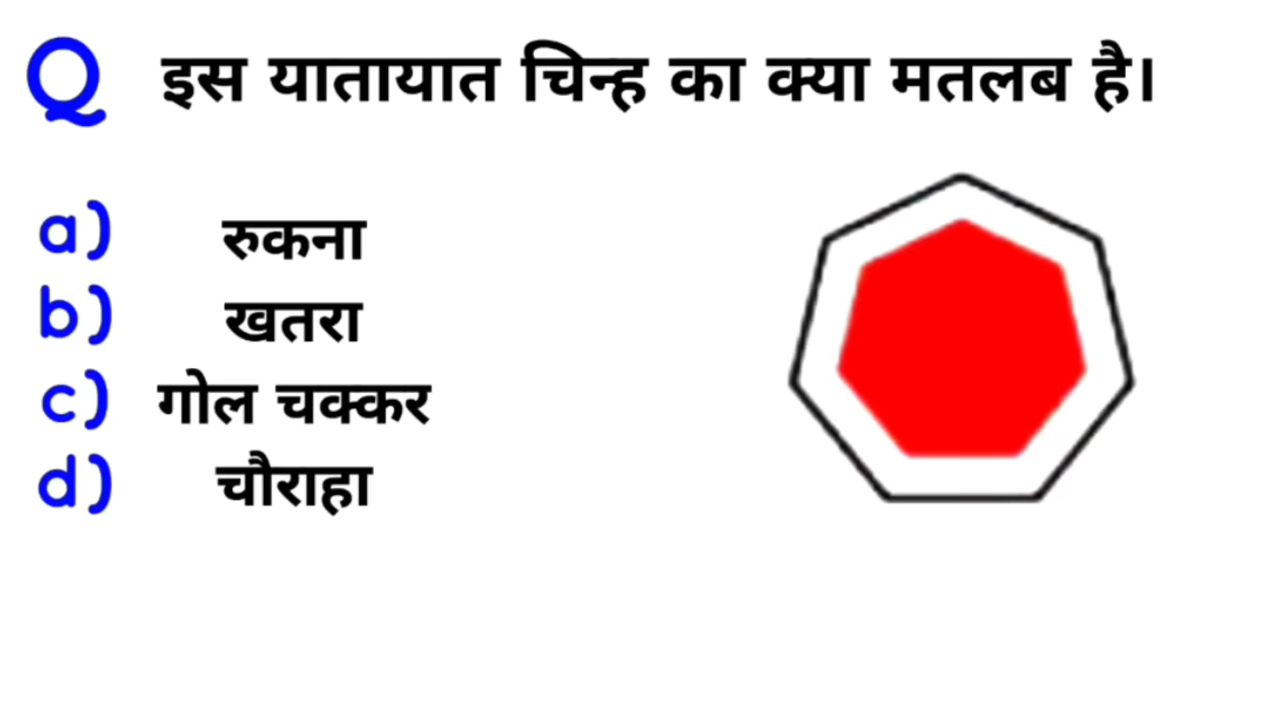 Q इस यातायात चिन्ह का क्या मतलब है।
a) रुकना
b) खतरा
c) गोल चक्कर
d) चौराहा